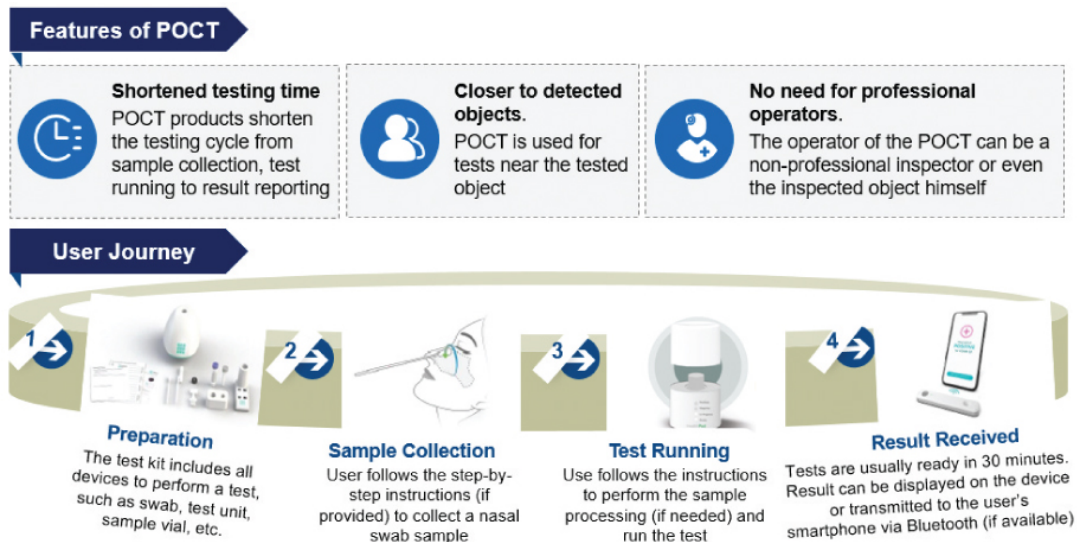 Features of POCT
Shortened testing time
POCT products shorten
the testing cycle from
sample collection, test
running to result reporting
Closer to detected
objects.
POCT is used for
tests near the tested
object
No need for professional
operators.
The operator of the POCT can be a
non-professional inspector or even
the inspected object himself
User Journey
1
Preparation
The test kit includes all
devices to perform a test,
such as swab, test unit,
sample vial, etc.
2
Sample Collection
User follows the step-by-
step instructions (if
provided) to collect a nasal
swab sample
3
Test Running
Use follows the instructions
to perform the sample
processing (if needed) and
run the test
4
Result Received
Tests are usually ready in 30 minutes.
Result can be displayed on the device
or transmitted to the user's
smartphone via Bluetooth (if available)